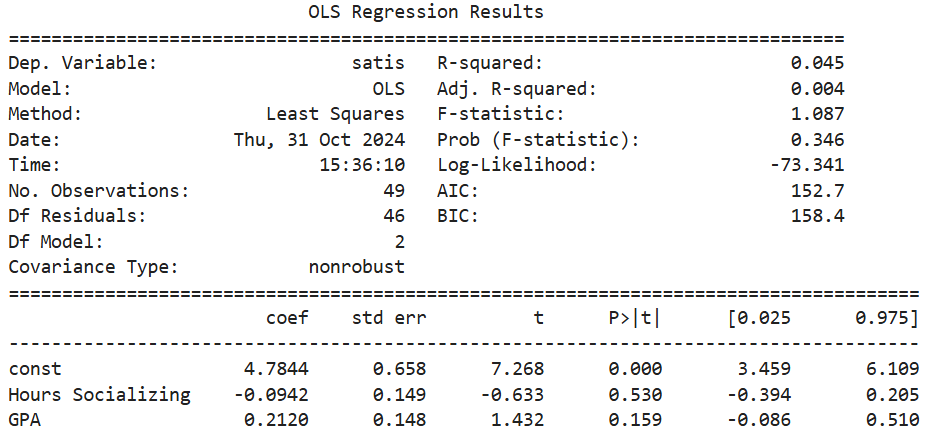 OLS Regression Results
==============================================================================
Dep. Variable: satis R-squared: 0.045
Model: OLS Adj. R-squared: 0.004
Method: Least Squares F-statistic: 1.087
Date: Thu, 31 Oct 2024 Prob (F-statistic): 0.346
Time: 15:36:10 Log-Likelihood: -73.341
No. Observations: 49 AIC: 152.7
Df Residuals: 46 BIC: 158.4
Df Model: 2
Covariance Type: nonrobust
=====================================================================================
coef std err t P>|t| [0.025 0.975]
-------------------------------------------------------------------------------------
const 4.7844 0.658 7.268 0.000 3.459 6.109
Hours Socializing -0.0942 0.149 -0.633 0.530 -0.394 0.205
GPA 0.2120 0.148 1.432 0.159 -0.086 0.510